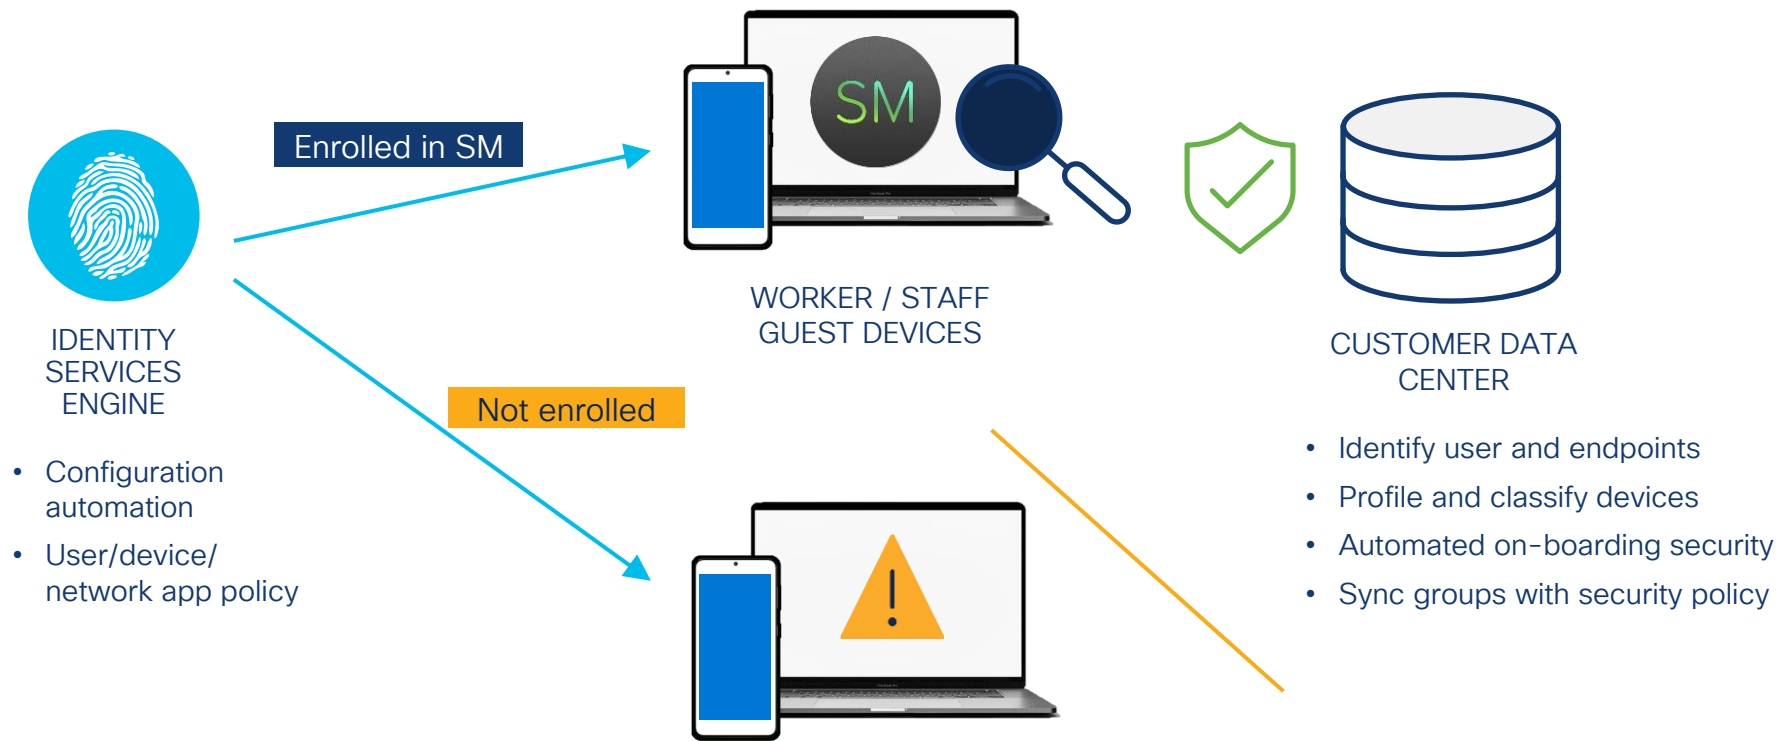 Enrolled in SM
SM
IDENTITY
SERVICES
ENGINE
• Configuration
automation
• User/device/
network app policy
WORKER / STAFF
GUEST DEVICES
Not enrolled
!
CUSTOMER DATA
CENTER
• Identify user and endpoints
• Profile and classify devices
• Automated on-boarding security
• Sync groups with security policy